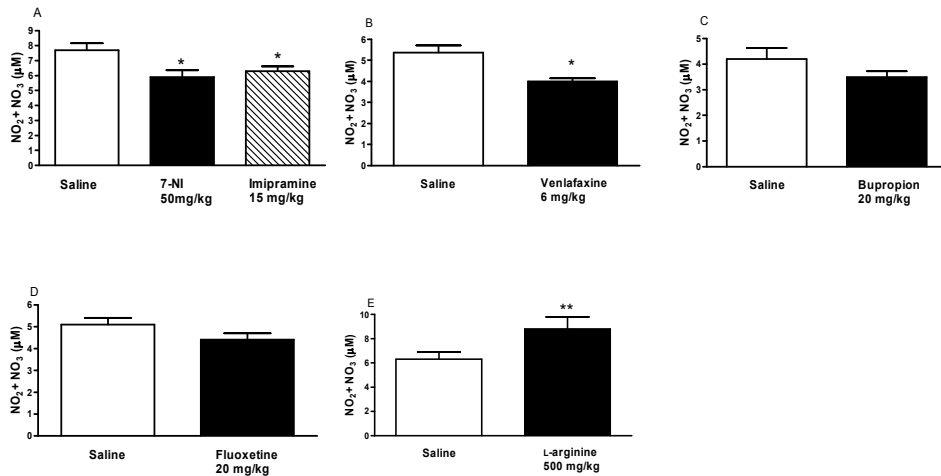 A
NO2 + NO3 (µM)
8
7
6
5
4
3
2
1
0
*
*
Saline
7-NI
50mg/kg
Imipramine
15 mg/kg
B
NO2 + NO3 (µM)
6
5
4
3
2
1
0
*
Saline
Venlafaxine
6 mg/kg
C
NO2 + NO3 (µM)
5
4
3
2
1
0
Saline
Bupropion
20 mg/kg
D
NO2 + NO3 (µM)
6
5
4
3
2
1
0
Saline
Fluoxetine
20 mg/kg
E
NO2 + NO3 (µM)
10
8
6
4
2
0
**
Saline
L-arginine
500 mg/kg